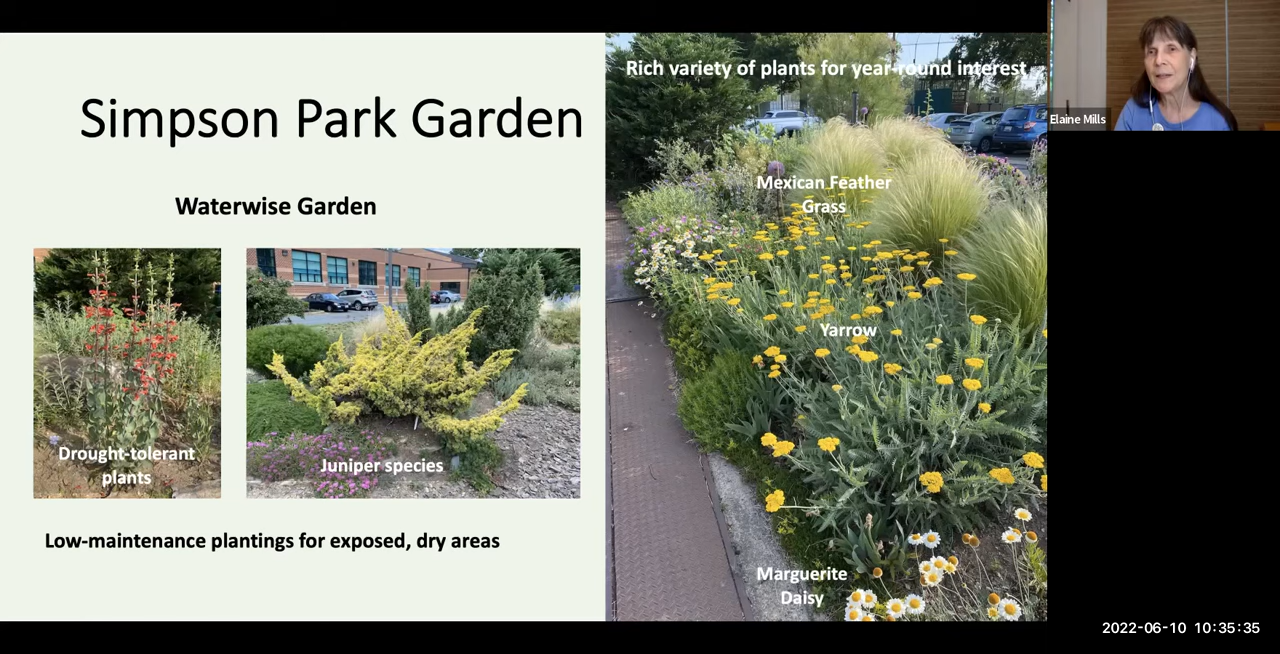 Simpson Park Garden
Waterwise Garden
Drought-tolerant
plants
Juniper species
Low-maintenance plantings for exposed, dry areas
Rich variety of plants for year-round interest
Mexican Feather
Grass
Yarrow
Marguerite
Daisy
Elaine Mills
2022-06-10 10:35:35